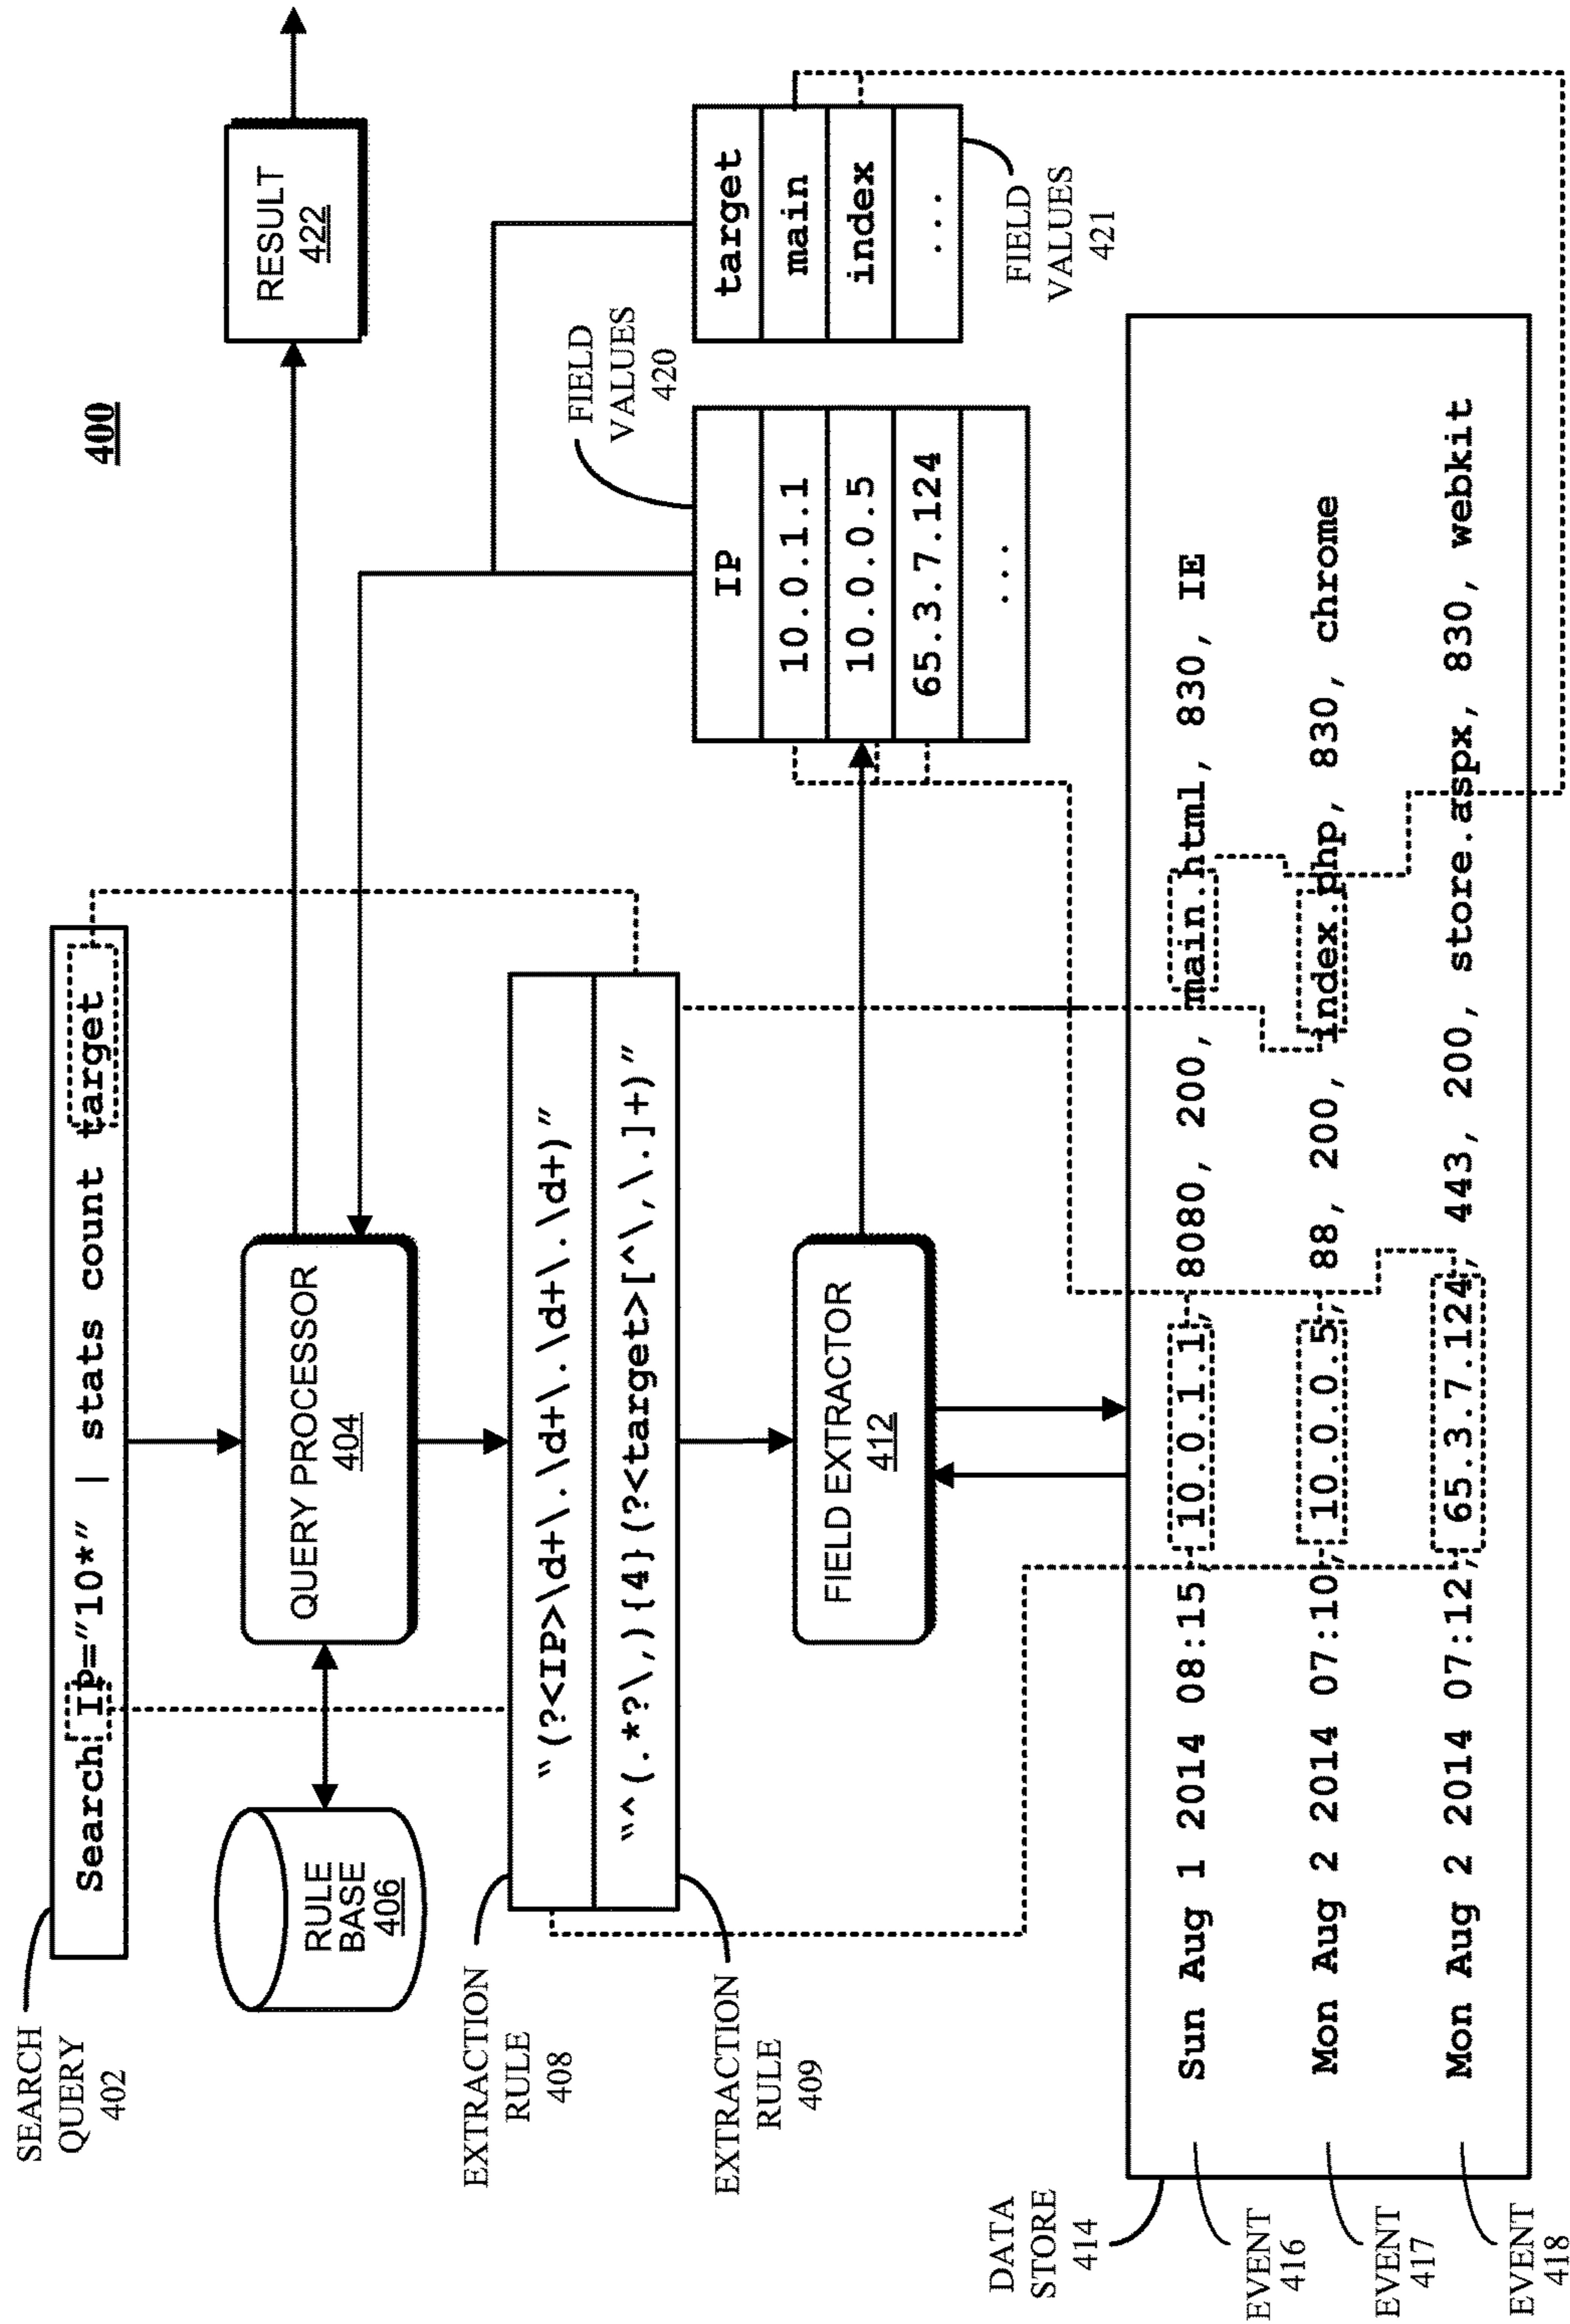 400
SEARCH
QUERY
402
Search IP="10*" | stats count target
RULE
BASE
406
QUERY PROCESSOR
404
RESULT
422
EXTRACTION
RULE
408
"(?<IP>\d+\.\d+\.\d+\.\d+)"
"^(.*?\,){4}(?<target>[^\,\.]+)"
EXTRACTION
RULE
409
FIELD EXTRACTOR
412
FIELD
VALUES
420
IP
10.0.1.1
10.0.0.5
65.3.7.124
...
target
main
index
...
FIELD
VALUES
421
DATA
STORE
414
Sun Aug 1 2014 08:15, 10.0.1.1, 8080, 200, main.html, 830, IE
Mon Aug 2 2014 07:10, 10.0.0.5, 88, 200, index.php, 830, chrome
Mon Aug 2 2014 07:12, 65.3.7.124, 443, 200, store.aspx, 830, webkit
EVENT
416
EVENT
417
EVENT
418